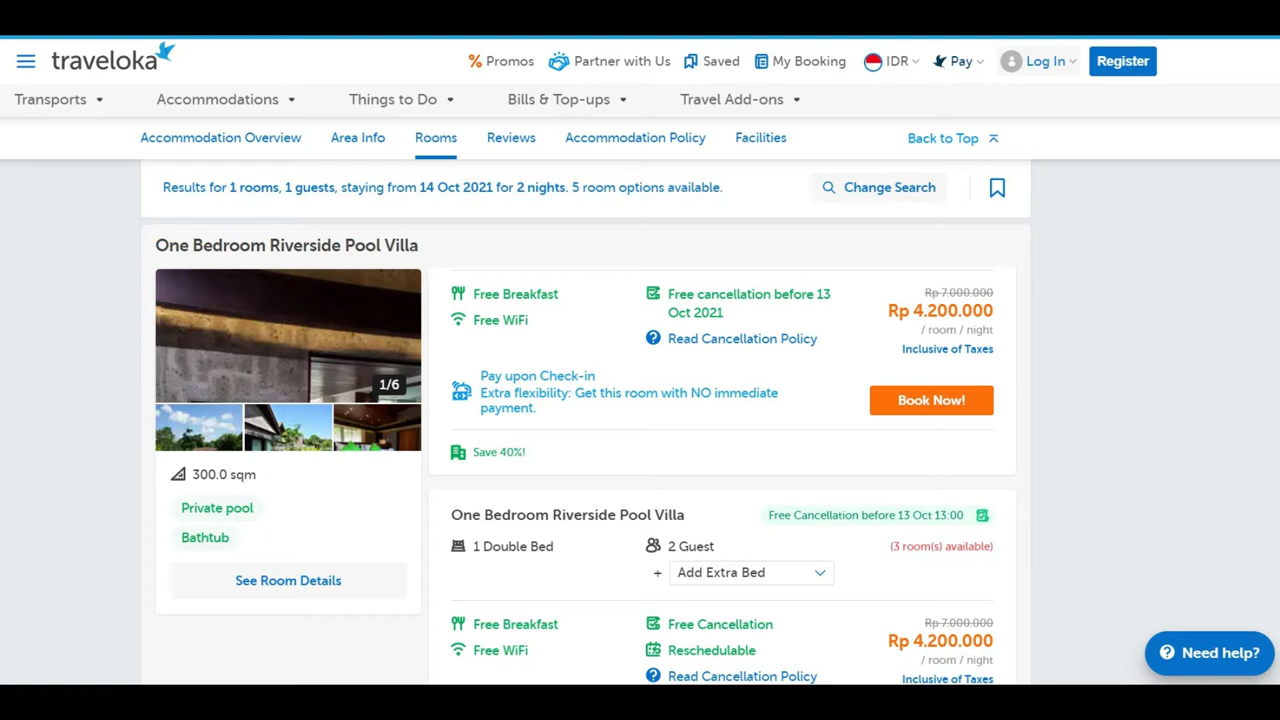 traveloka
Promos
Partner with Us
Saved
My Booking
IDR
Pay
Log In
Register
Transports
Accommodations
Things to Do
Bills & Top-ups
Travel Add-ons
Accommodation Overview
Area Info
Rooms
Reviews
Accommodation Policy
Facilities
Back to Top
Results for 1 rooms, 1 guests, staying from 14 Oct 2021 for 2 nights. 5 room options available.
Change Search
One Bedroom Riverside Pool Villa
1/6
300.0 sqm
Private pool
Bathtub
See Room Details
Free Breakfast
Free WiFi
Free cancellation before 13
Oct 2021
Read Cancellation Policy
Rp 7.000.000
Rp 4.200.000
/ room / night
Inclusive of Taxes
Pay upon Check-in
Extra flexibility: Get this room with NO immediate
payment.
Book Now!
Save 40%!
One Bedroom Riverside Pool Villa
Free Cancellation before 13 Oct 13:00
1 Double Bed
2 Guest
(3 room(s) available)
+ Add Extra Bed
Free Breakfast
Free WiFi
Free Cancellation
Reschedulable
Read Cancellation Policy
Rp 7.000.000
Rp 4.200.000
/ room / night
Inclusive of Taxes
Need help?